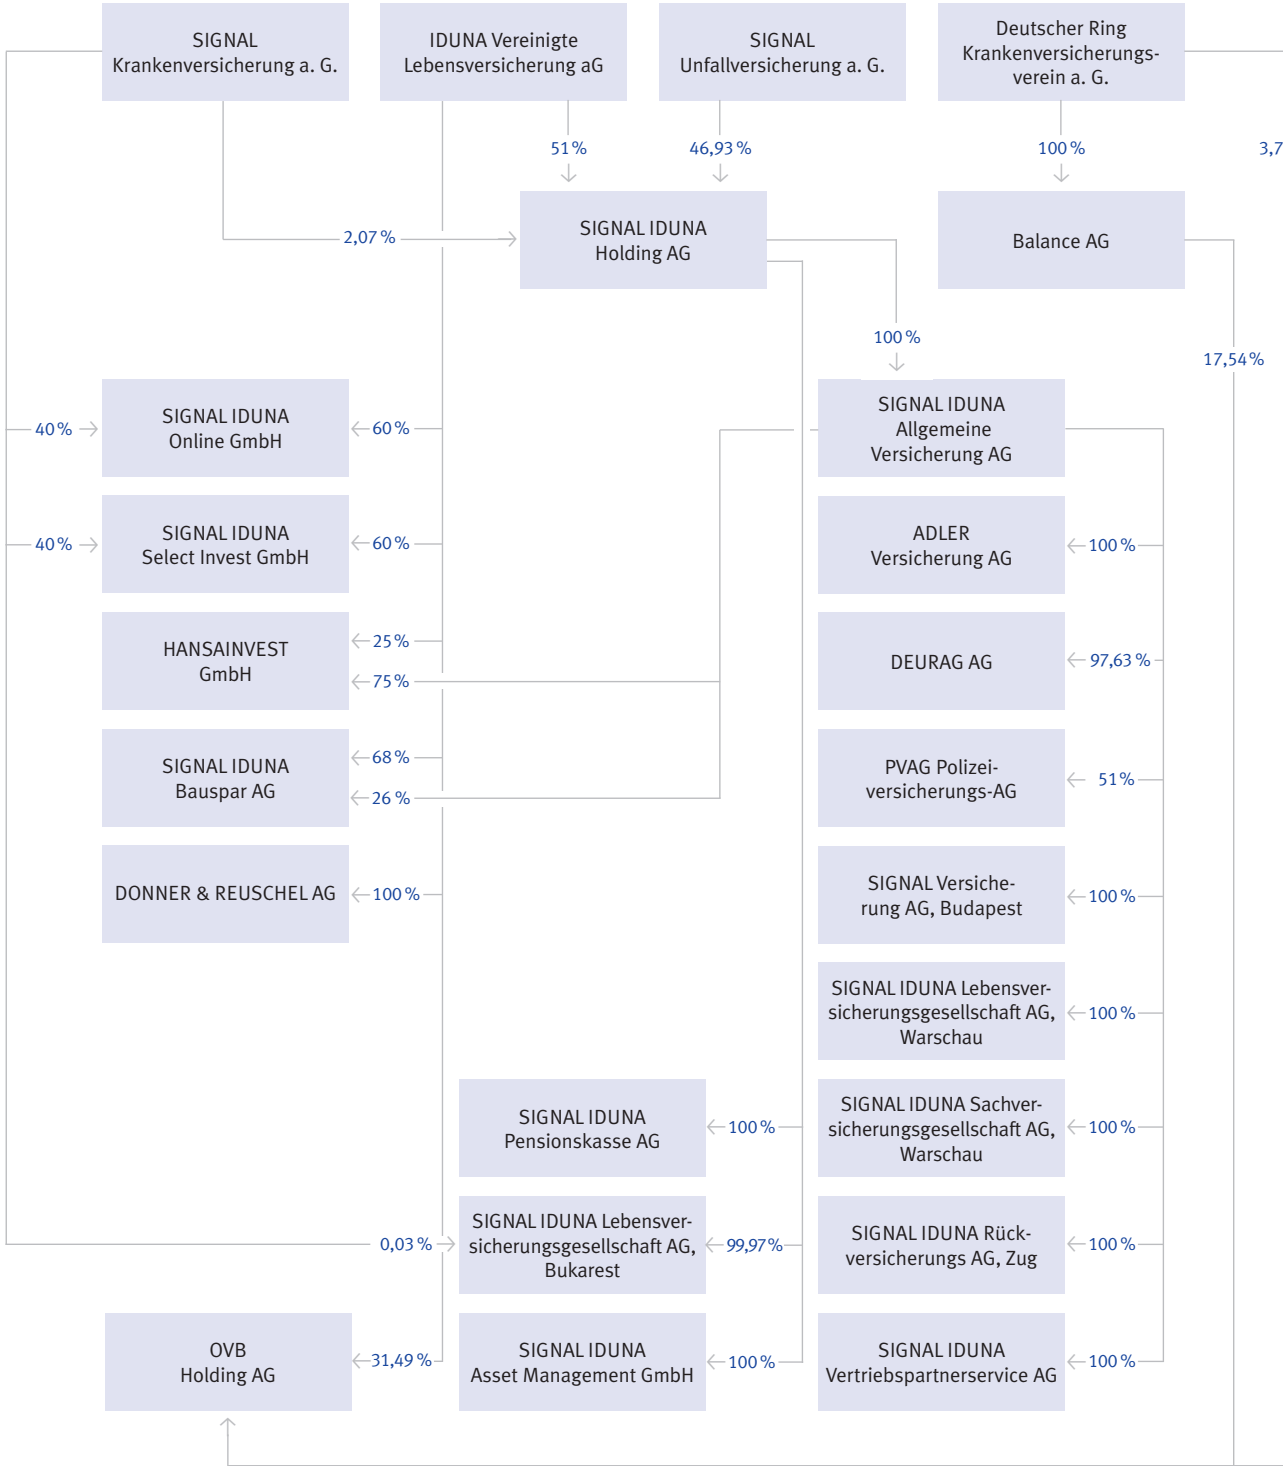 SIGNAL
Krankenversicherung a. G.
IDUNA Vereinigte
Lebensversicherung aG
SIGNAL
Unfallversicherung a. G.
Deutscher Ring
Krankenversicherungs-
verein a. G.
51 %
46,93 %
100 %
3,7
2,07 %
SIGNAL IDUNA
Holding AG
Balance AG
100 %
17,54 %
40 %
SIGNAL IDUNA
Online GmbH
60 %
SIGNAL IDUNA
Allgemeine
Versicherung AG
40 %
SIGNAL IDUNA
Select Invest GmbH
60 %
ADLER
Versicherung AG
100 %
HANSAINVEST
GmbH
25 %
75 %
DEURAG AG
97,63 %
SIGNAL IDUNA
Bauspar AG
68 %
26 %
PVAG Polizei-
versicherungs-AG
51 %
DONNER & REUSCHEL AG
100 %
SIGNAL Versiche-
rung AG, Budapest
100 %
SIGNAL IDUNA Lebensver-
sicherungsgesellschaft AG,
Warschau
100 %
SIGNAL IDUNA
Pensionskasse AG
100 %
SIGNAL IDUNA Sachver-
sicherungsgesellschaft AG,
Warschau
100 %
0,03 %
SIGNAL IDUNA Lebensver-
sicherungsgesellschaft AG,
Bukarest
99,97 %
SIGNAL IDUNA Rück-
versicherungs AG, Zug
100 %
OVB
Holding AG
31,49 %
SIGNAL IDUNA
Asset Management GmbH
100 %
SIGNAL IDUNA
Vertriebspartnerservice AG
100 %